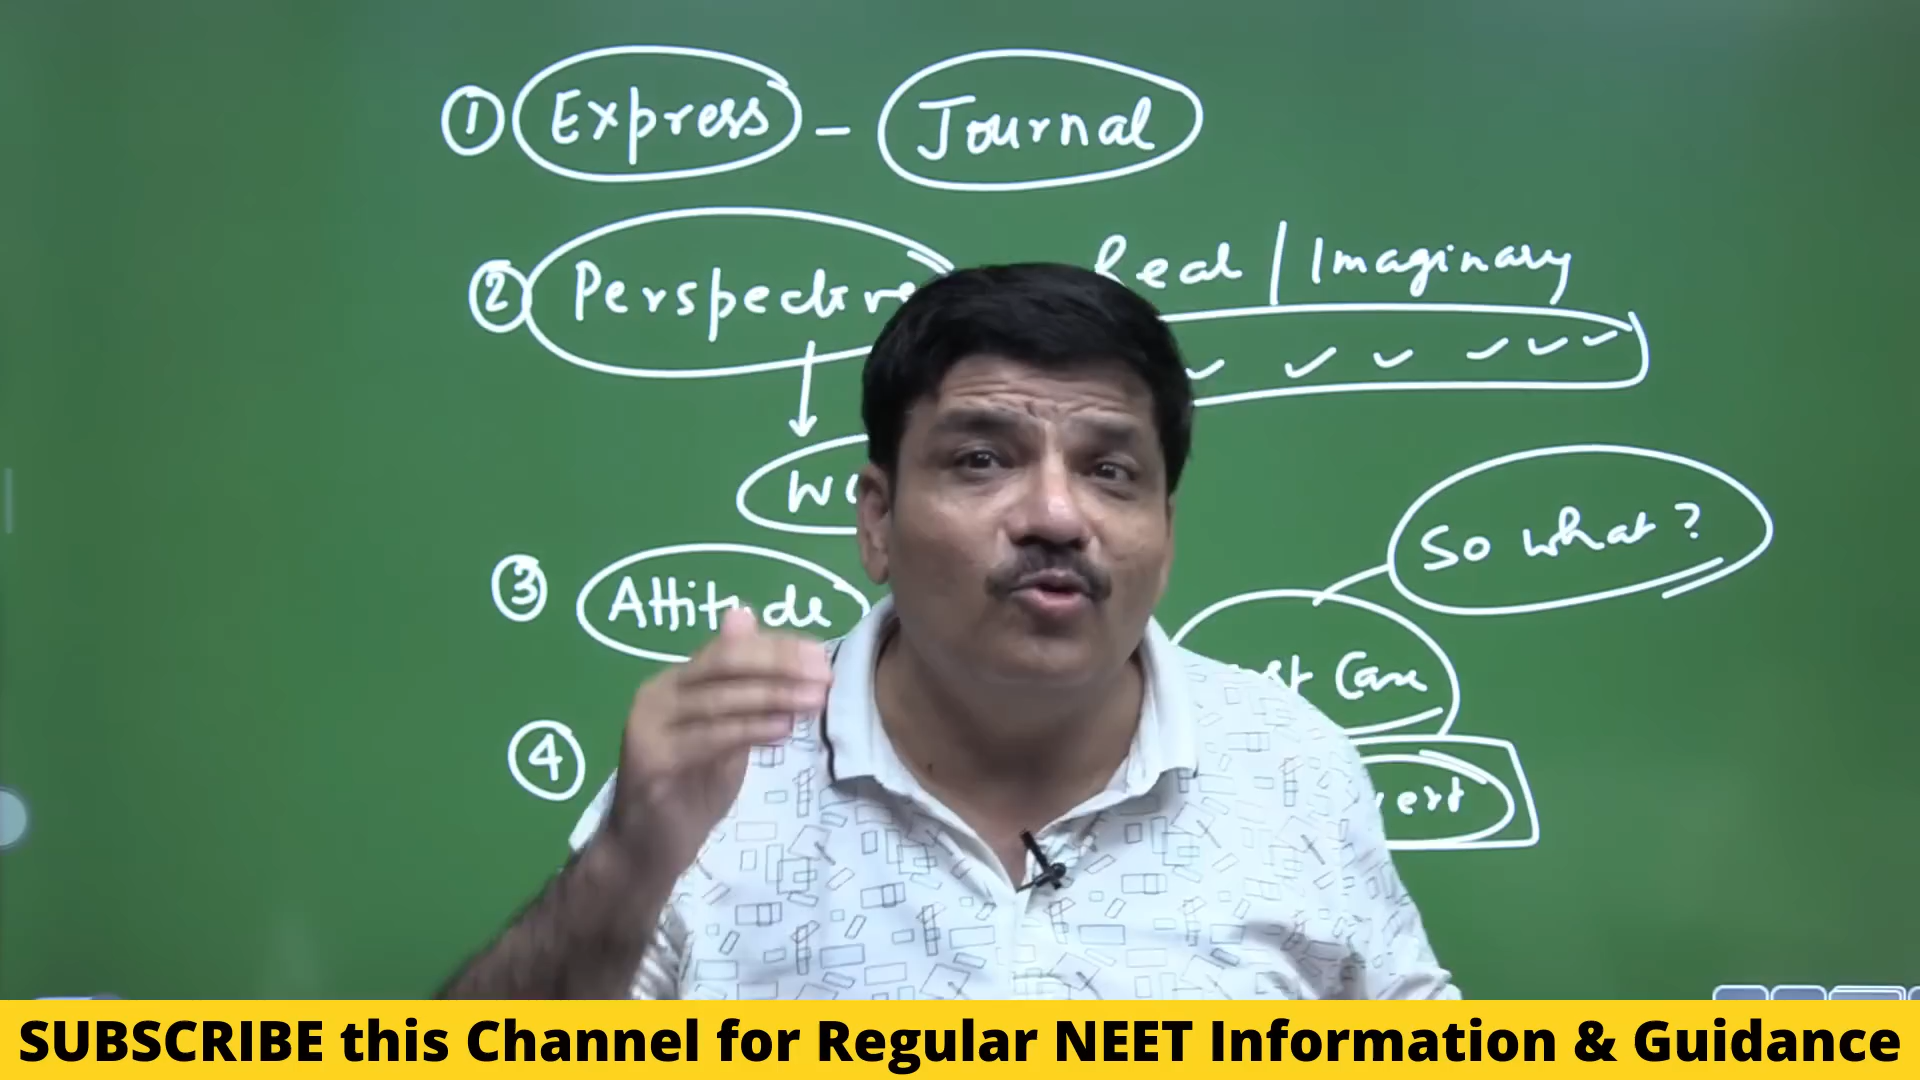 ① Express – Journal
② Perspective Real / Imaginary
So what?
③ Attitude
Case
④
SUBSCRIBE this Channel for Regular NEET Information & Guidance